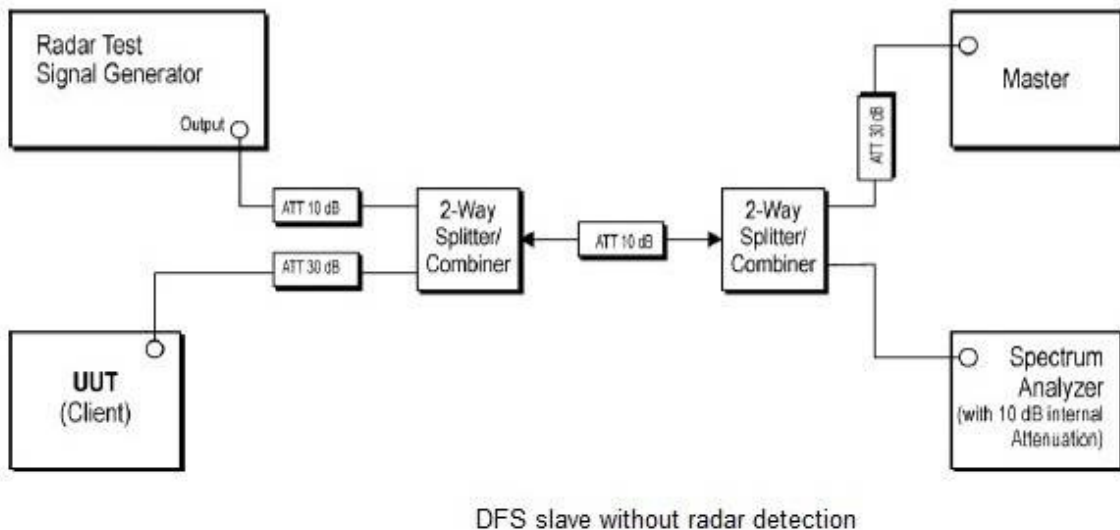 Radar Test
Signal Generator
Output
ATT 10 dB
ATT 30 dB
2-Way
Splitter/
Combiner
ATT 10 dB
2-Way
Splitter/
Combiner
ATT 30 dB
Master
UUT
(Client)
Spectrum
Analyzer
(with 10 dB internal
Attenuation)
DFS slave without radar detection